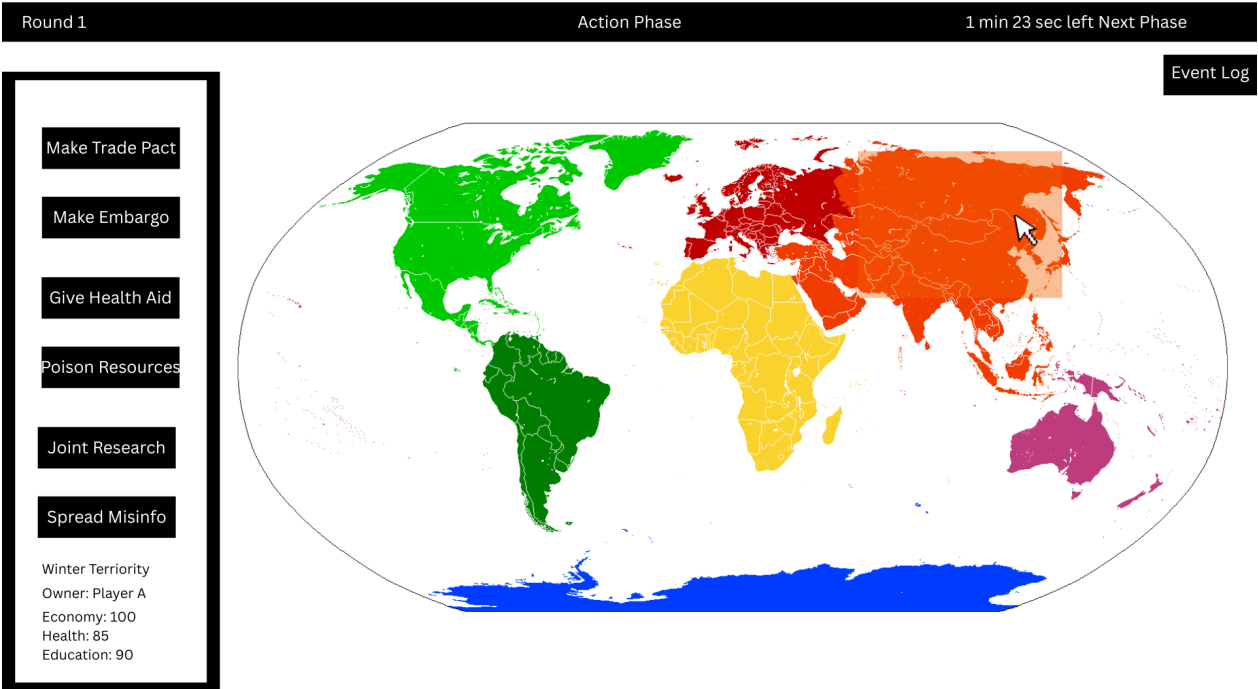 Round 1
Action Phase
1 min 23 sec left Next Phase
Event Log
Make Trade Pact
Make Embargo
Give Health Aid
Poison Resources
Joint Research
Spread Misinfo
Winter Terriority
Owner: Player A
Economy: 100
Health: 85
Education: 90